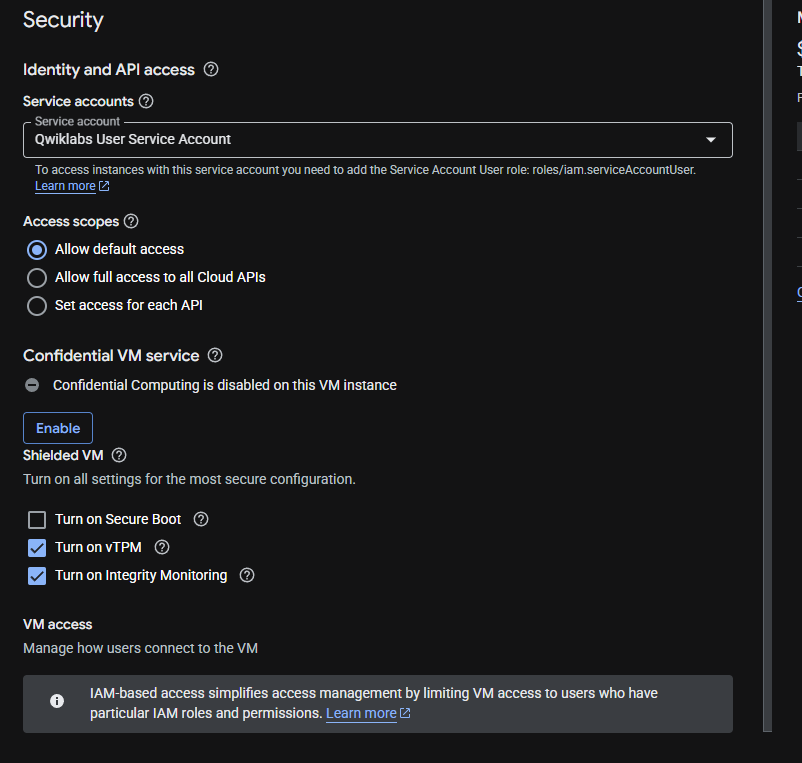 Security
Identity and API access
Service accounts
Service account
Qwiklabs User Service Account
To access instances with this service account you need to add the Service Account User role: roles/iam.serviceAccountUser.
Learn more
Access scopes
Allow default access
Allow full access to all Cloud APIs
Set access for each API
Confidential VM service
Confidential Computing is disabled on this VM instance
Enable
Shielded VM
Turn on all settings for the most secure configuration.
Turn on Secure Boot
Turn on vTPM
Turn on Integrity Monitoring
VM access
Manage how users connect to the VM
IAM-based access simplifies access management by limiting VM access to users who have
particular IAM roles and permissions. Learn more